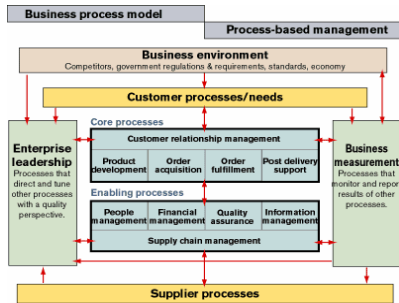 Business process model
Process-based management
Business environment
Competitors, government regulations & requirements, standards, economy
Customer processes/needs
Core processes
Customer relationship management
Product development
Order acquisition
Order fulfillment
Post delivery support
Enterprise leadership
Processes that direct and tune other processes with a quality perspective.
Business measurement
Processes that monitor and report results of other processes.
Enabling processes
People management
Financial management
Quality assurance
Information management
Supply chain management
Supplier processes